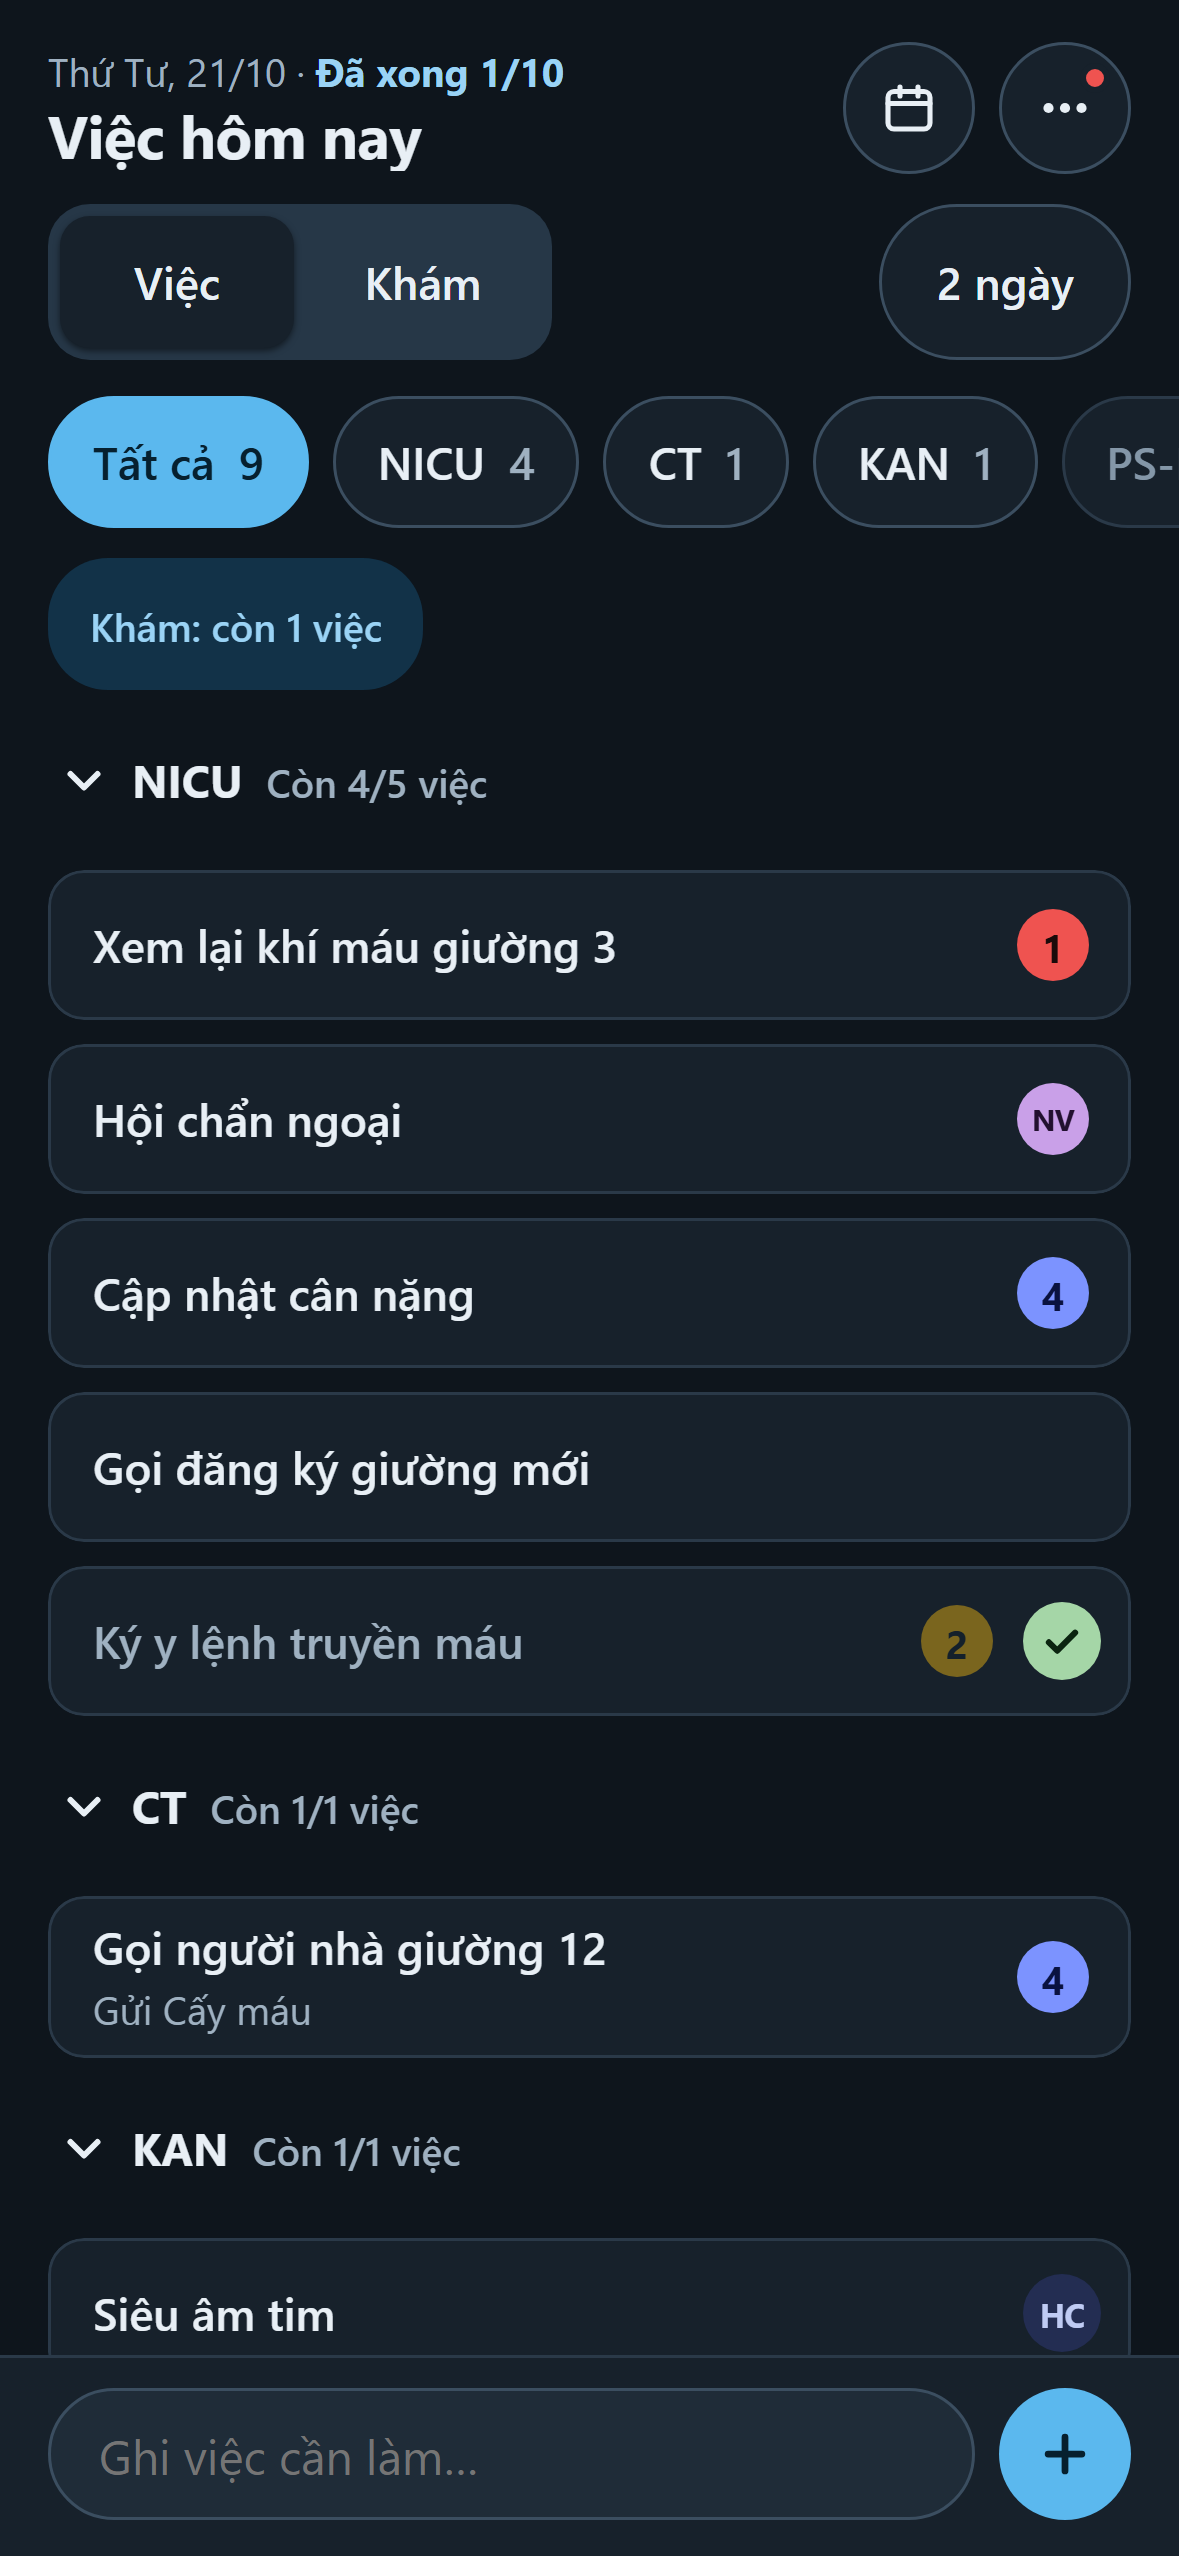 Thứ Tư, 21/10 · Đã xong 1/10
Việc hôm nay
Việc Khám 2 ngày
Tất cả 9 NICU 4 CT 1 KAN 1 PS-
Khám: còn 1 việc
NICU Còn 4/5 việc
Xem lại khí máu giường 3 1
Hội chẩn ngoại NV
Cập nhật cân nặng 4
Gọi đăng ký giường mới
Ký y lệnh truyền máu 2
CT Còn 1/1 việc
Gọi người nhà giường 12 4
Gửi Cấy máu
KAN Còn 1/1 việc
Siêu âm tim HC
Ghi việc cần làm...